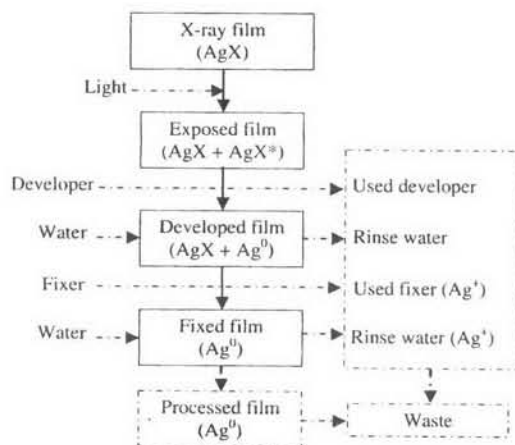 X-ray film
(AgX)
Light
Exposed film
(AgX + AgX*)
Developer
Used developer
Water
Developed film
(AgX + Ag⁰)
Rinse water
Fixer
Used fixer (Ag⁺)
Water
Fixed film
(Ag⁰)
Rinse water (Ag⁺)
Processed film
(Ag⁰)
Waste